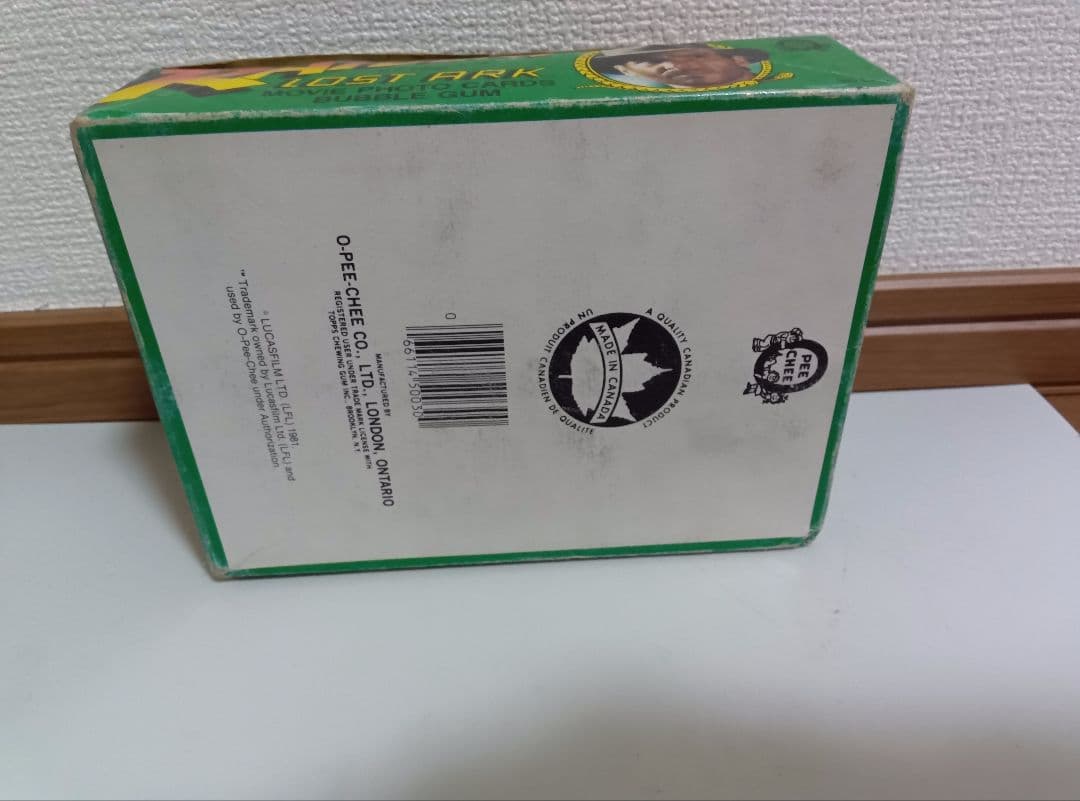 LOST ARK
MOVIE PHOTO CARDS
BUBBLE GUM
O
PEE
CHEE
A QUALITY CANADIAN PRODUCT
MADE IN CANADA
UN PRODUIT CANADIEN DE QUALITE
0
MANUFACTURED BY
O-PEE-CHEE CO., LTD., LONDON, ONTARIO
REGISTERED USER UNDER TRADE MARK LICENSE WITH
TOPPS CHEWING GUM INC., BROOKLYN, N.Y.
© LUCASFILM LTD. (LFL) 1981.
™ Trademark owned by Lucasfilm Ltd. (LFL) and
used by O-Pee-Chee under Authorization.